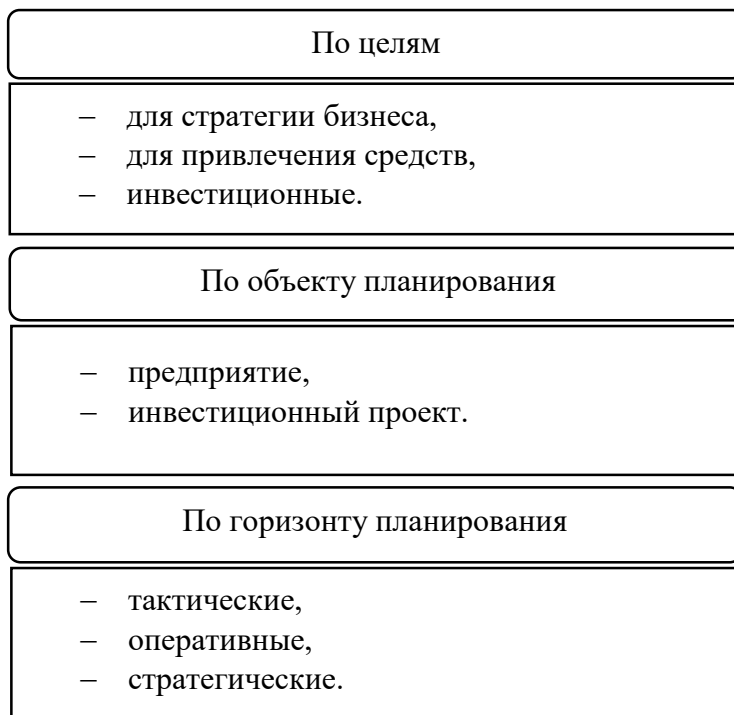 По целям
– для стратегии бизнеса,
– для привлечения средств,
– инвестиционные.
По объекту планирования
– предприятие,
– инвестиционный проект.
По горизонту планирования
– тактические,
– оперативные,
– стратегические.